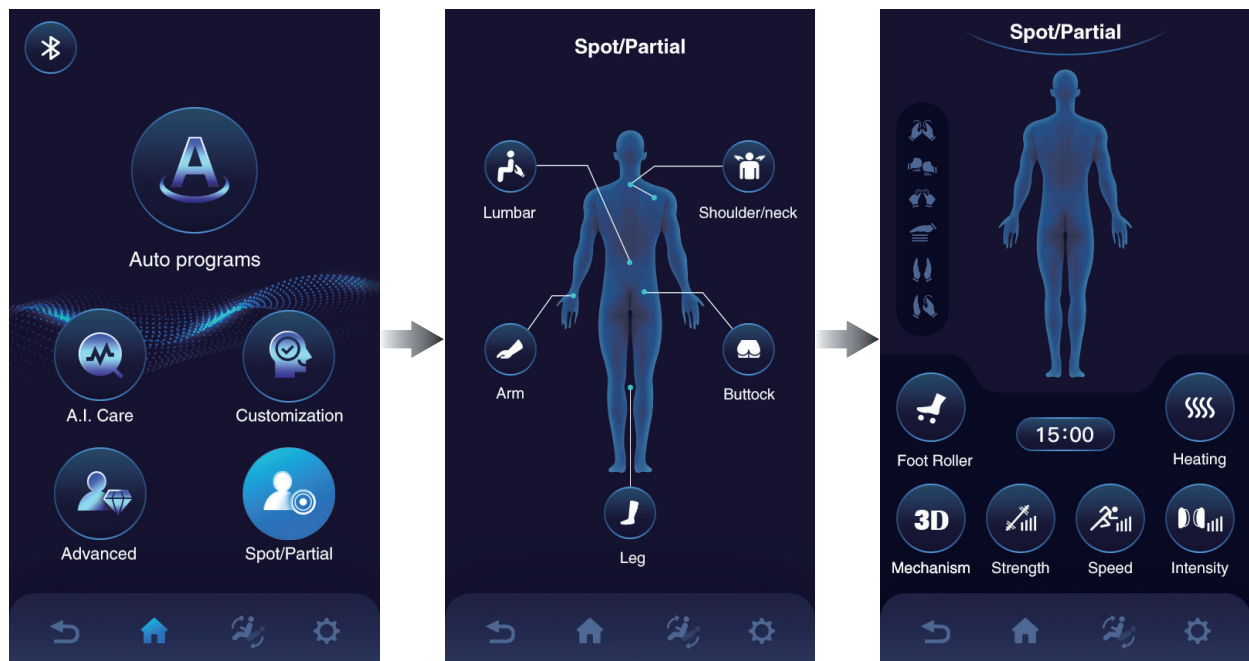 A
Auto programs
A.I. Care
Customization
Advanced
Spot/Partial
Spot/Partial
Lumbar
Shoulder/neck
Arm
Buttock
Leg
Spot/Partial
Foot Roller
15:00
Heating
3D
Mechanism
Strength
Speed
Intensity